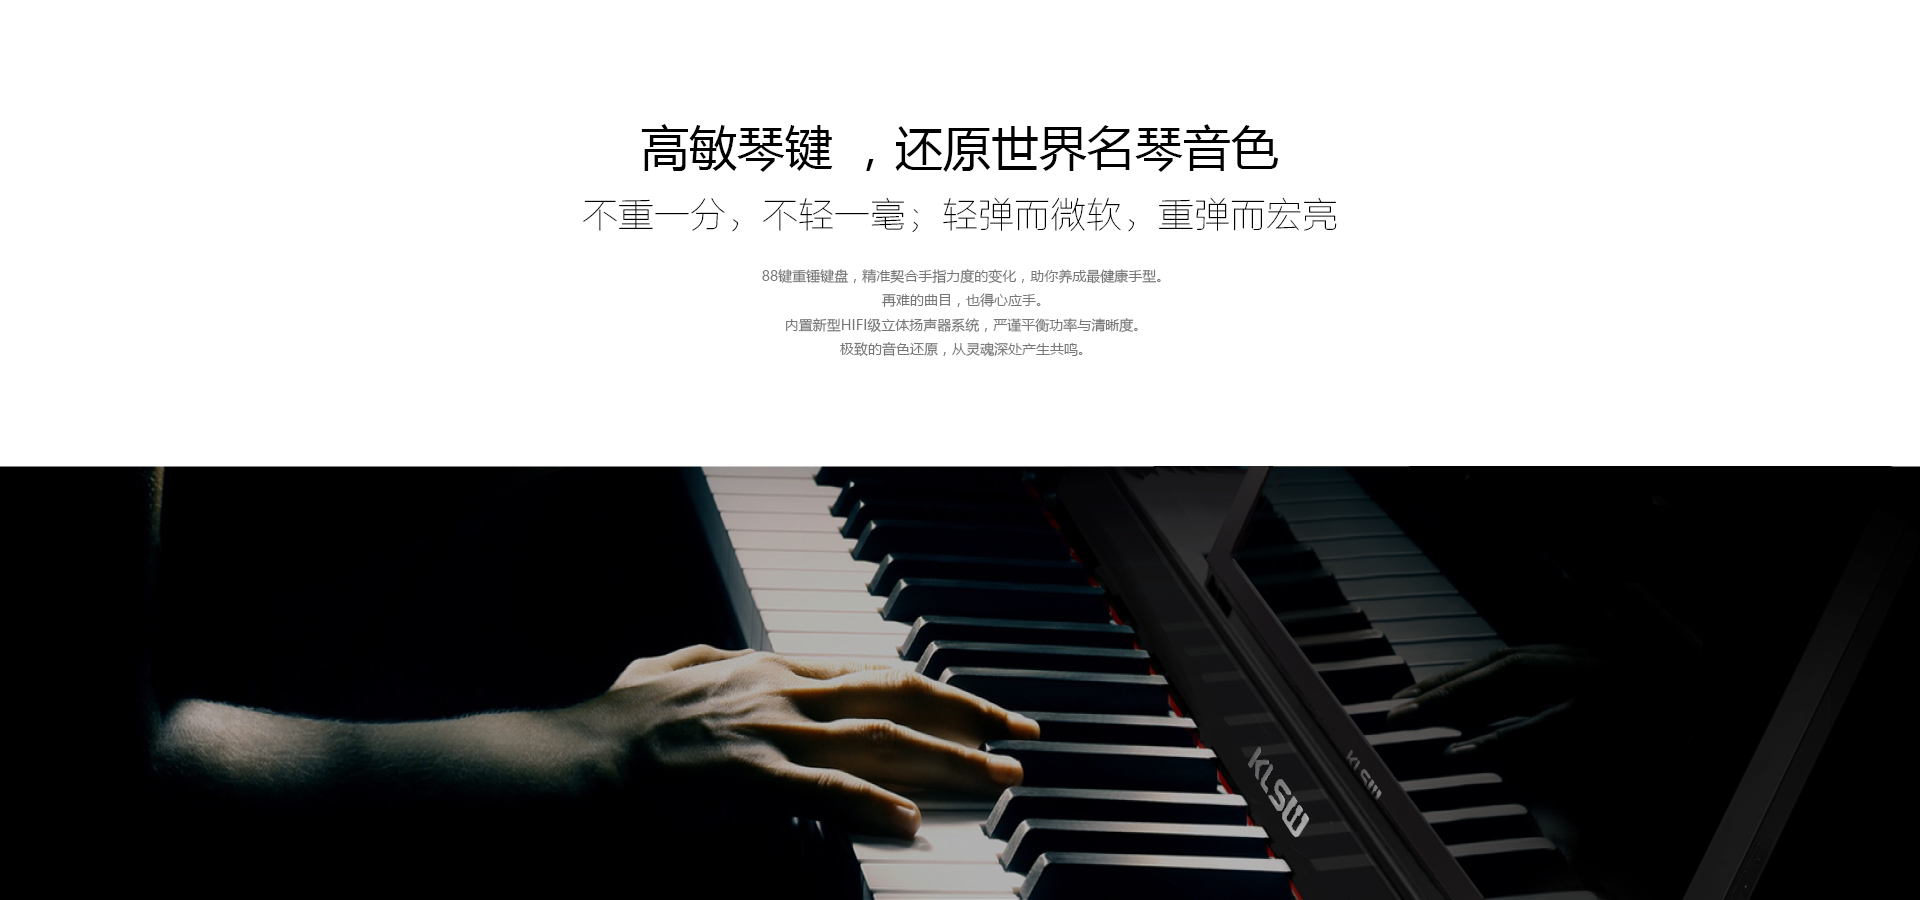 高敏琴键 ，还原世界名琴音色
不重一分，不轻一毫；轻弹而微软，重弹而宏亮
88键重锤键盘，精准契合手指力度的变化，助你养成最健康手型。
再难的曲目，也得心应手。
内置新型HIFI级立体扬声器系统，严谨平衡功率与清晰度。
极致的音色还原，从灵魂深处产生共鸣。
KLSW
KLSW